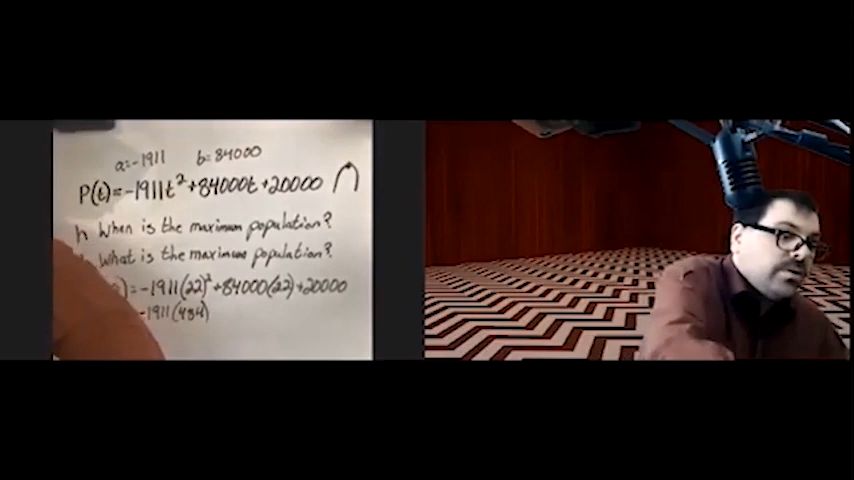 a=-1911 b=84000
P(t)=-1911t²+84000t+20000
h When is the maximum population?
What is the maximum population?
)=-1911(22)²+84000(22)+20000
-1911(484)